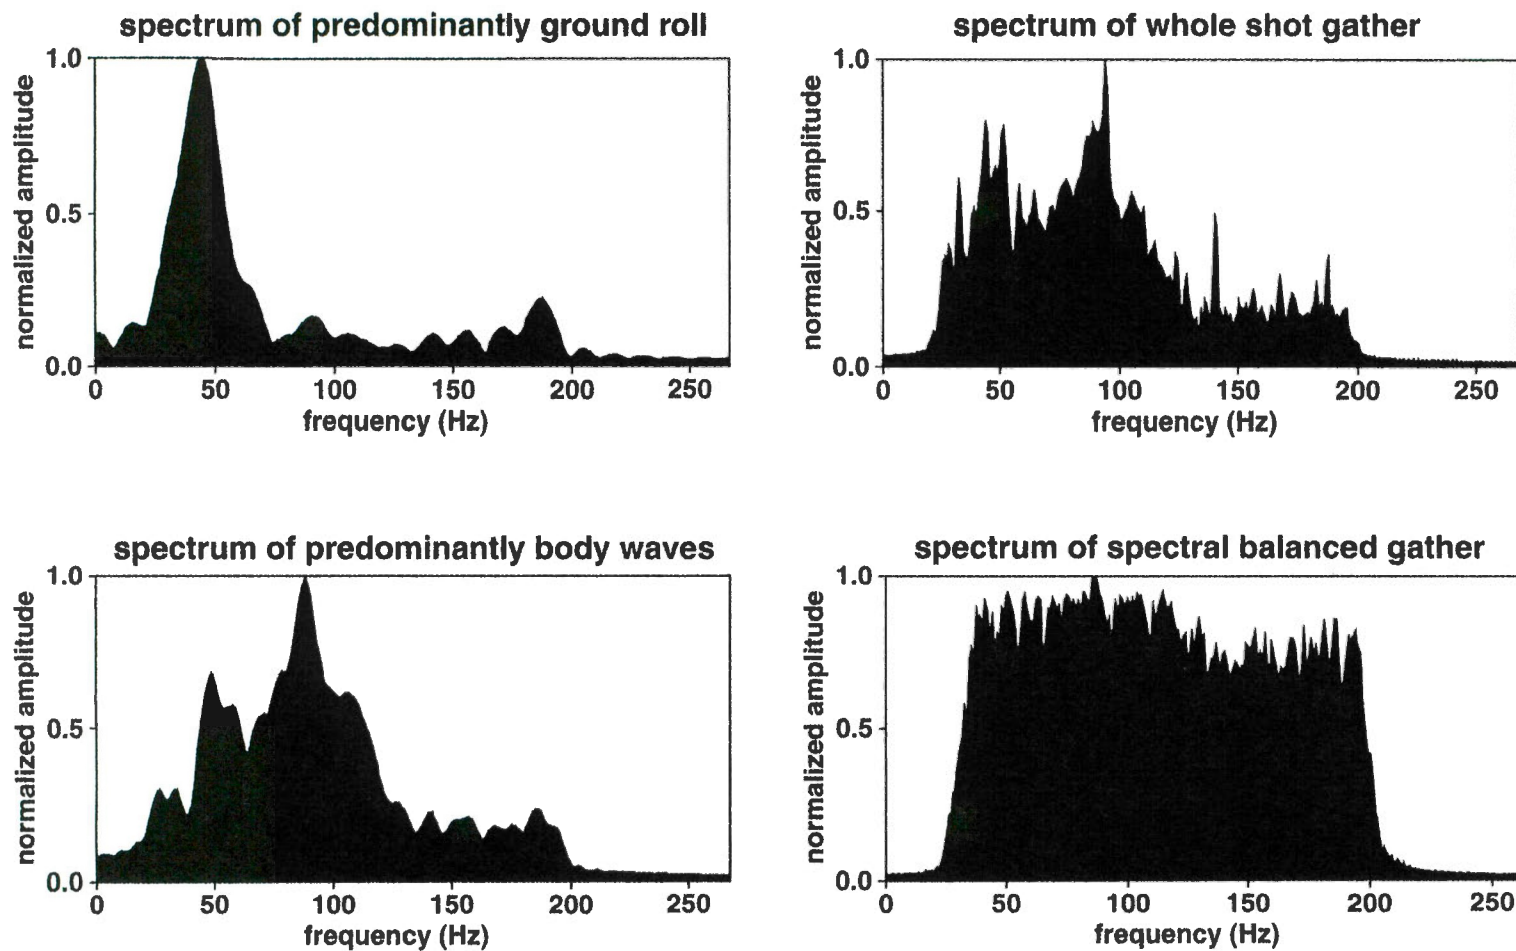 spectrum of predominantly ground roll
normalized amplitude
1.0
0.5
0.0
0 50 100 150 200 250
frequency (Hz)
spectrum of whole shot gather
normalized amplitude
1.0
0.5
0.0
0 50 100 150 200 250
frequency (Hz)
spectrum of predominantly body waves
normalized amplitude
1.0
0.5
0.0
0 50 100 150 200 250
frequency (Hz)
spectrum of spectral balanced gather
normalized amplitude
1.0
0.5
0.0
0 50 100 150 200 250
frequency (Hz)